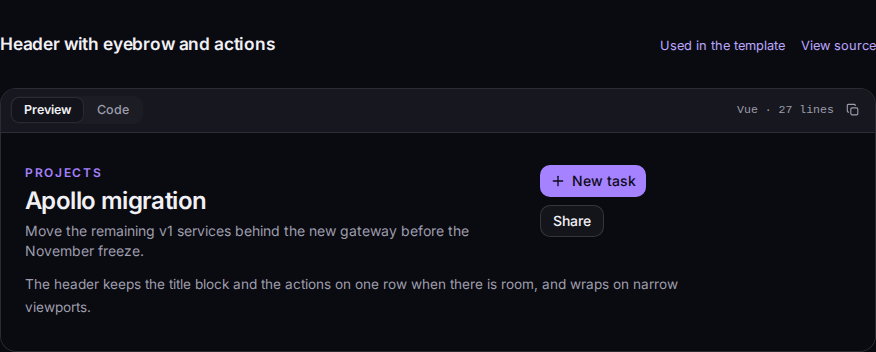 Header with eyebrow and actions
Used in the template
View source
Preview
Code
Vue · 27 lines
PROJECTS
Apollo migration
Move the remaining v1 services behind the new gateway before the
November freeze.
New task
Share
The header keeps the title block and the actions on one row when there is room, and wraps on narrow
viewports.